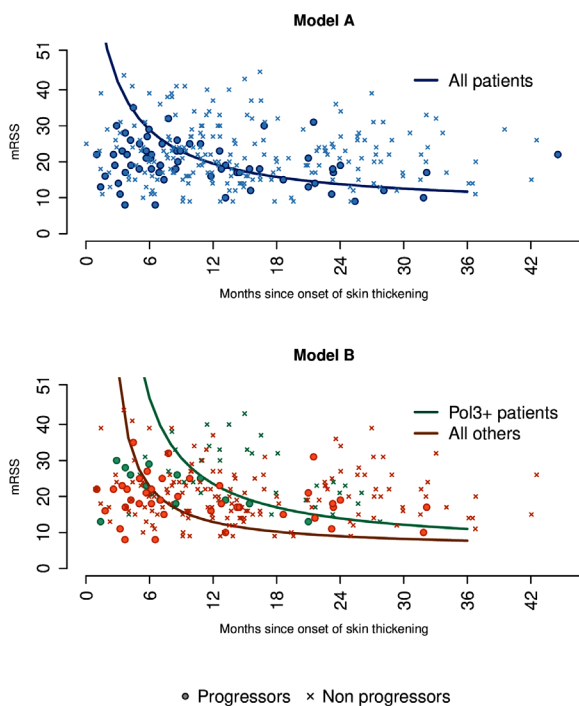 Model A
51
40
30
20
10
0
mRSS
All patients
0 6 12 18 24 30 36 42
Months since onset of skin thickening
Model B
51
40
30
20
10
0
mRSS
Pol3+ patients
All others
0 6 12 18 24 30 36 42
Months since onset of skin thickening
Progressors × Non progressors